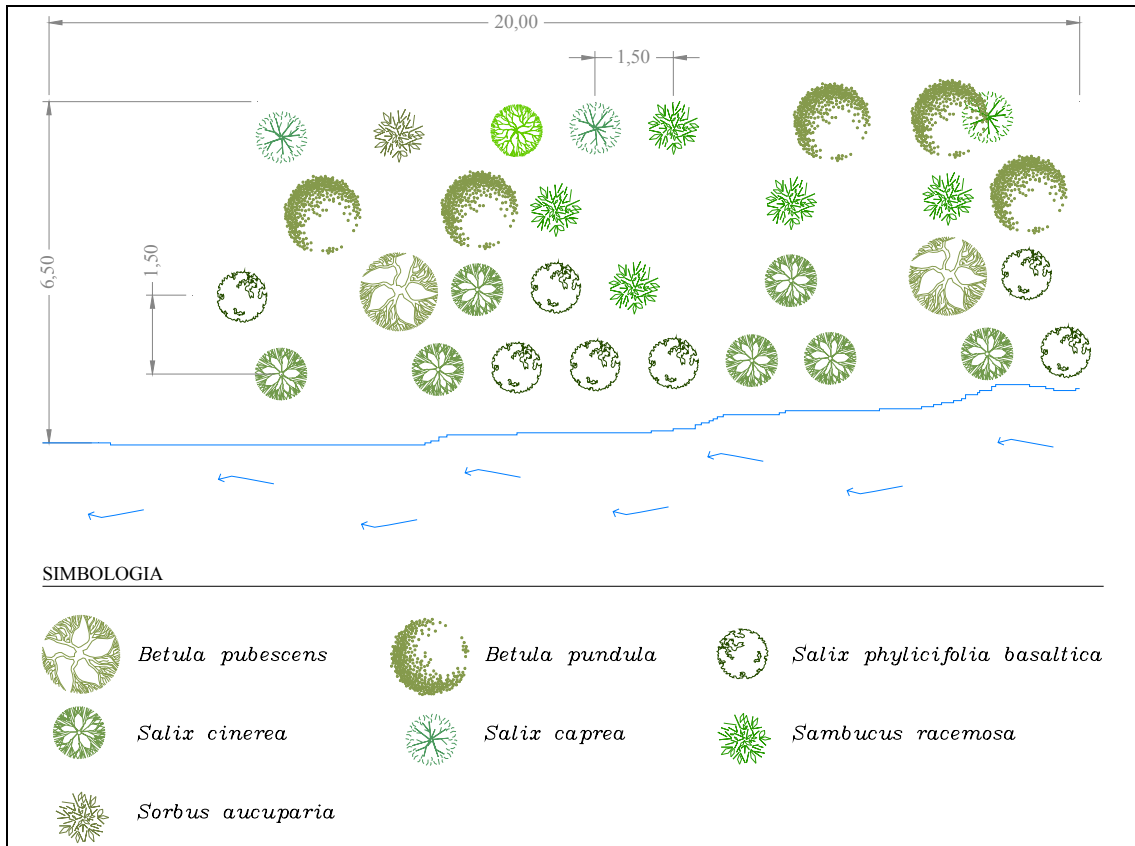 20,00
1,50
6,50
1,50
SIMBOLOGIA
Betula pubescens
Betula pundula
Salix phylicifolia basaltica
Salix cinerea
Salix caprea
Sambucus racemosa
Sorbus aucuparia